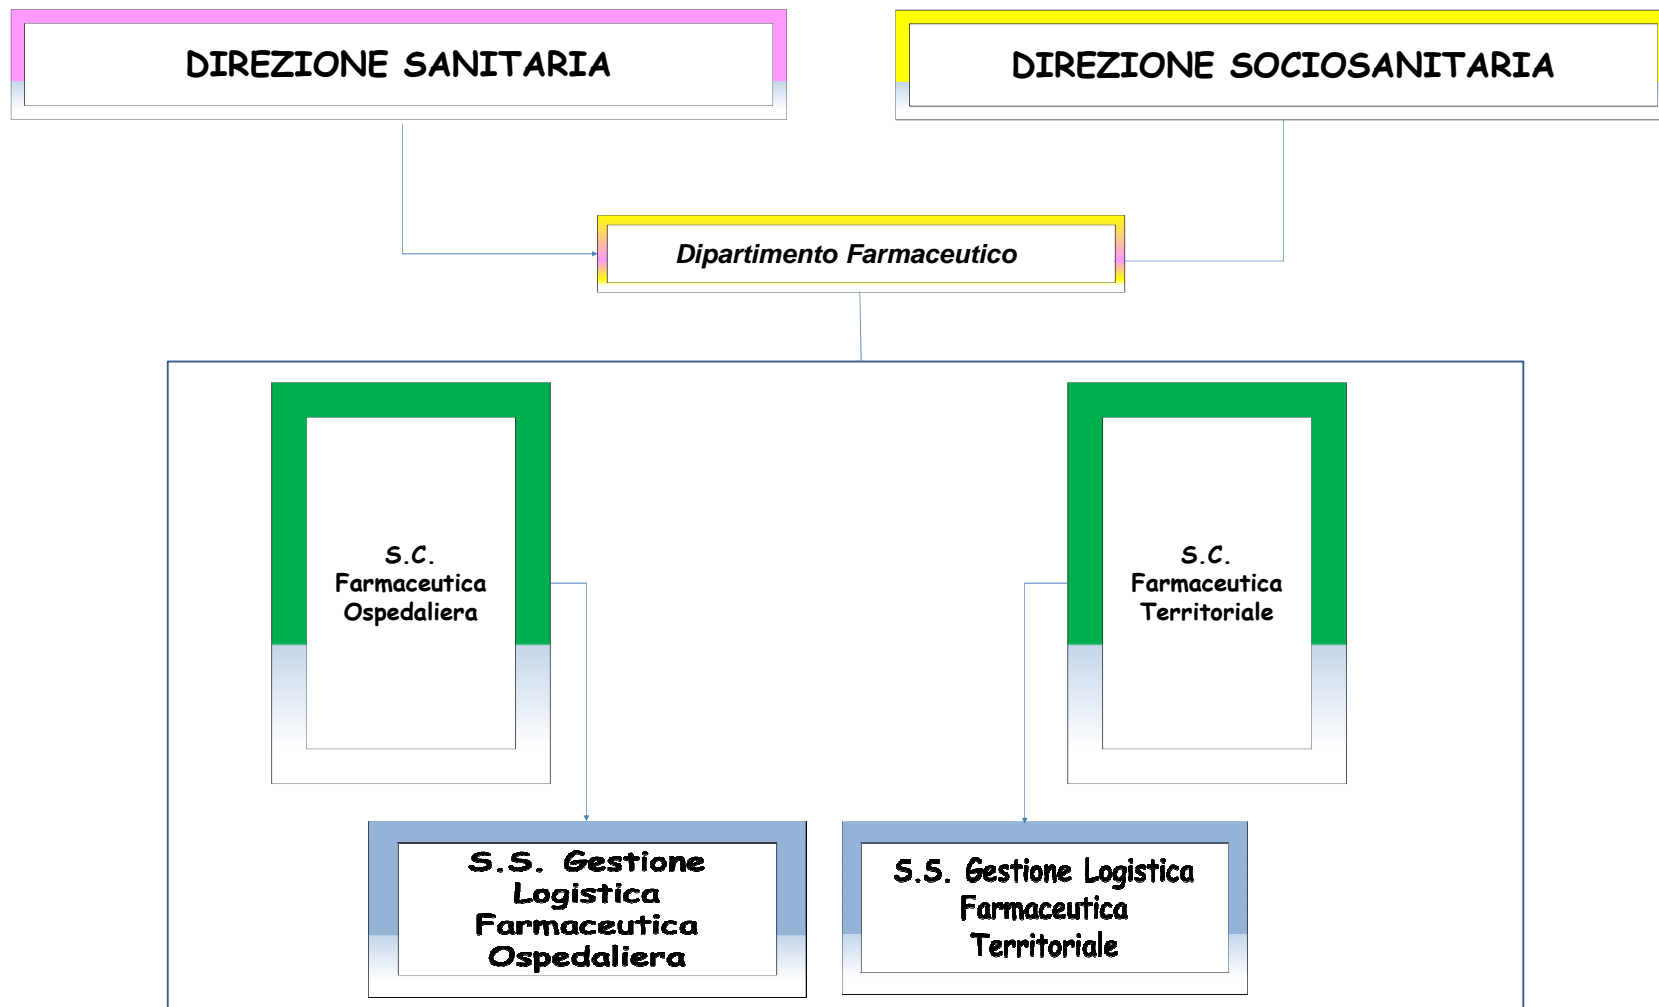 DIREZIONE SANITARIA
DIREZIONE SOCIOSANITARIA
Dipartimento Farmaceutico
S.C.
Farmaceutica
Ospedaliera
S.C.
Farmaceutica
Territoriale
S.S. Gestione
Logistica
Farmaceutica
Ospedaliera
S.S. Gestione Logistica
Farmaceutica
Territoriale